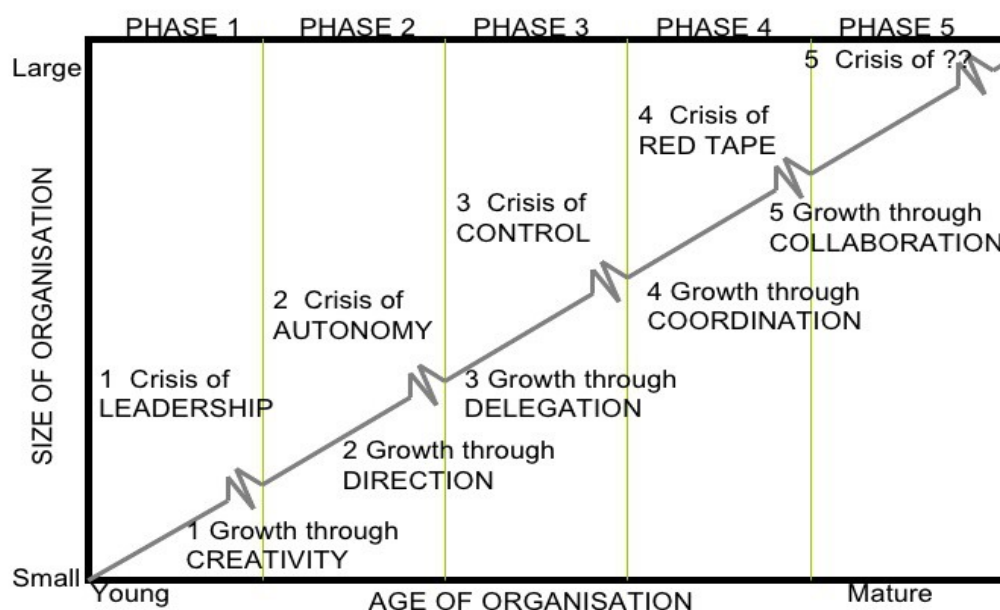 PHASE 1 PHASE 2 PHASE 3 PHASE 4 PHASE 5
Large
5 Crisis of ??
4 Crisis of
RED TAPE
3 Crisis of
CONTROL
5 Growth through
COLLABORATION
2 Crisis of
AUTONOMY
4 Growth through
COORDINATION
1 Crisis of
LEADERSHIP
3 Growth through
DELEGATION
2 Growth through
DIRECTION
1 Growth through
CREATIVITY
SIZE OF ORGANISATION
Small
Young
AGE OF ORGANISATION
Mature